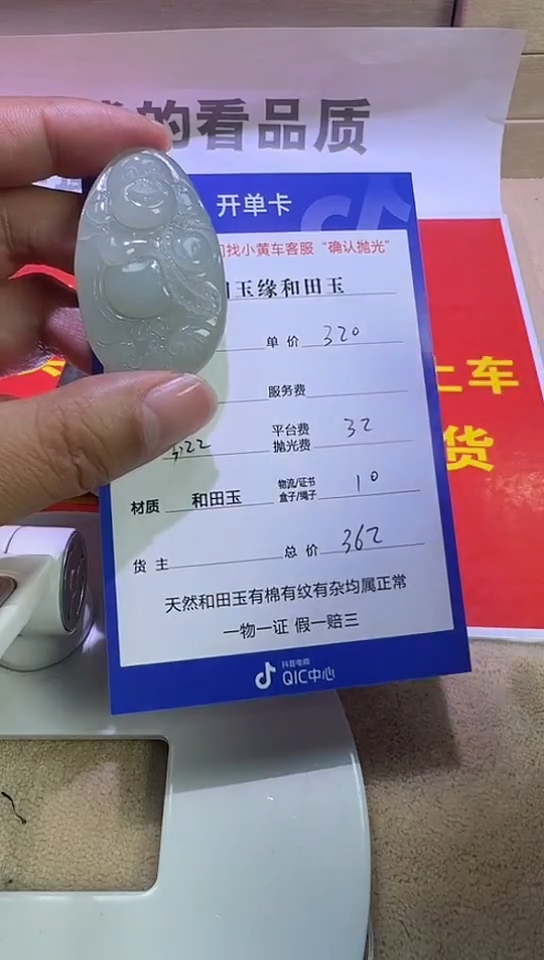 的看品质
开单卡
找小黄车客服“确认抛光”
玉缘和田玉
单价 320
服务费
平台费
抛光费 32
材质 和田玉
物流/证书
盒子/绳子 10
货主 总价 362
天然和田玉有棉有纹有杂均属正常
一物一证 假一赔三
抖音电商
QIC中心
上车
货